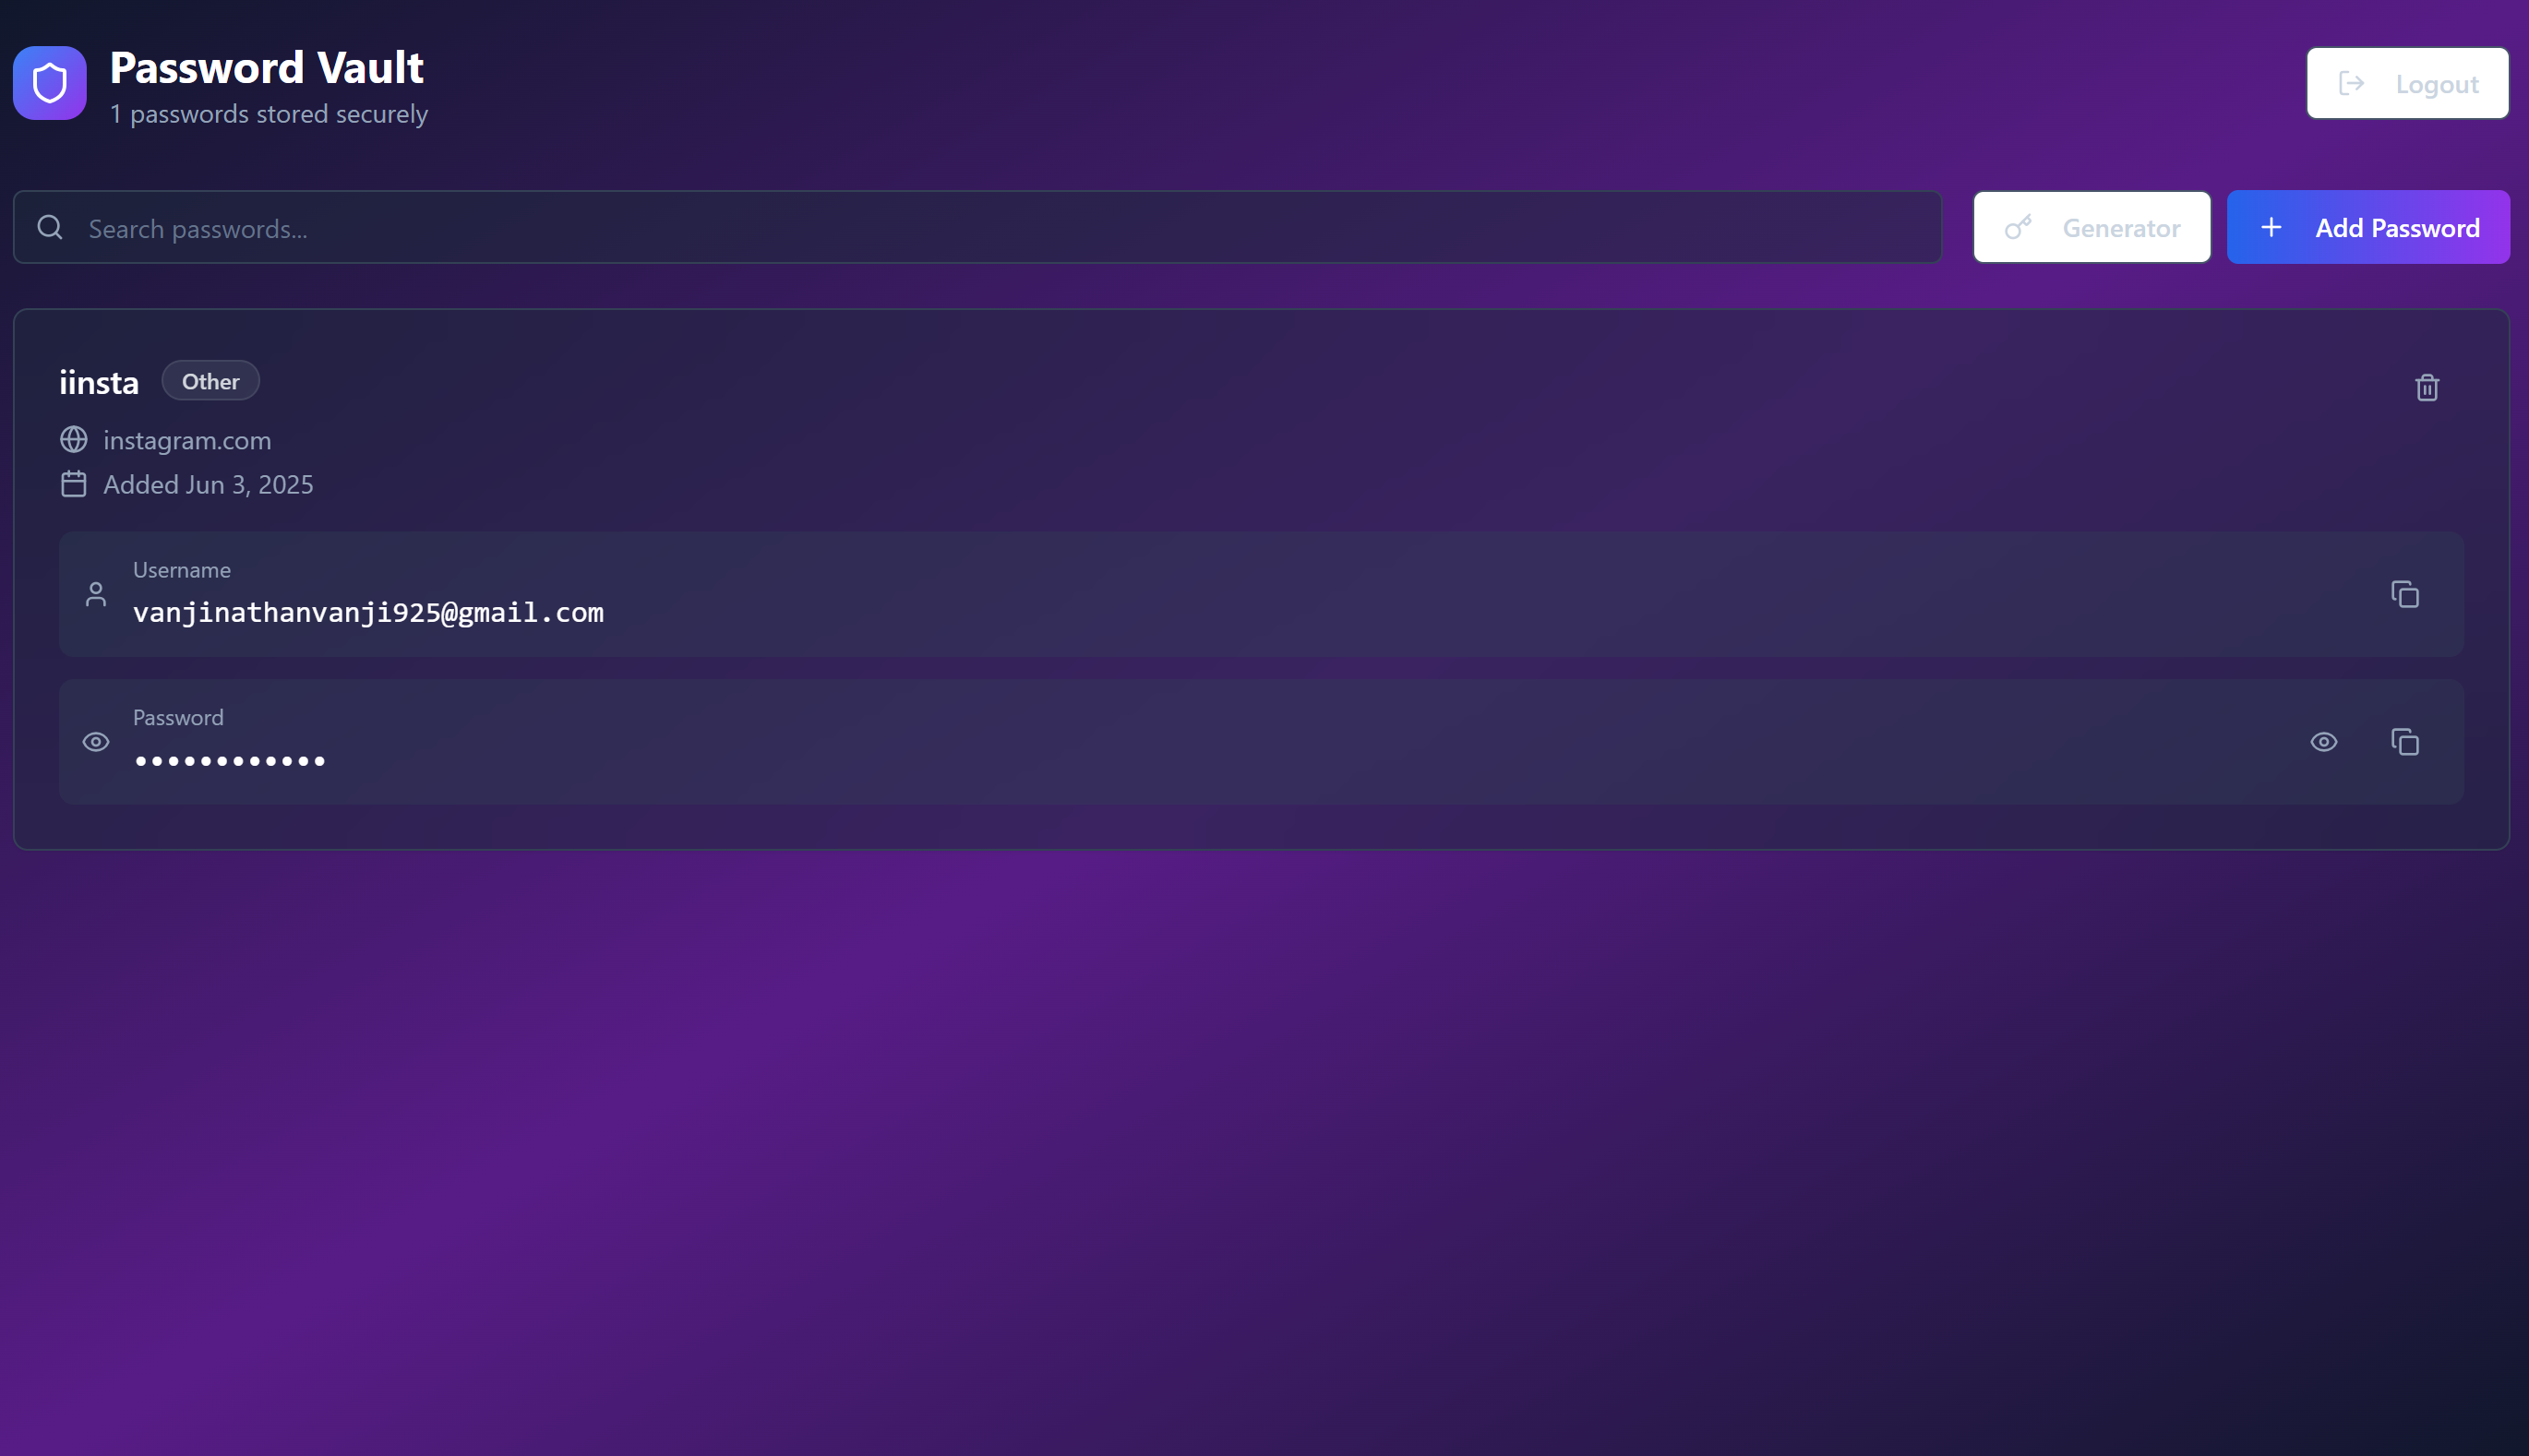 Password Vault
1 passwords stored securely
Logout
Search passwords...
Generator
Add Password
iinsta
Other
instagram.com
Added Jun 3, 2025
Username
vanjinathanvanji925@gmail.com
Password
••••••••••••